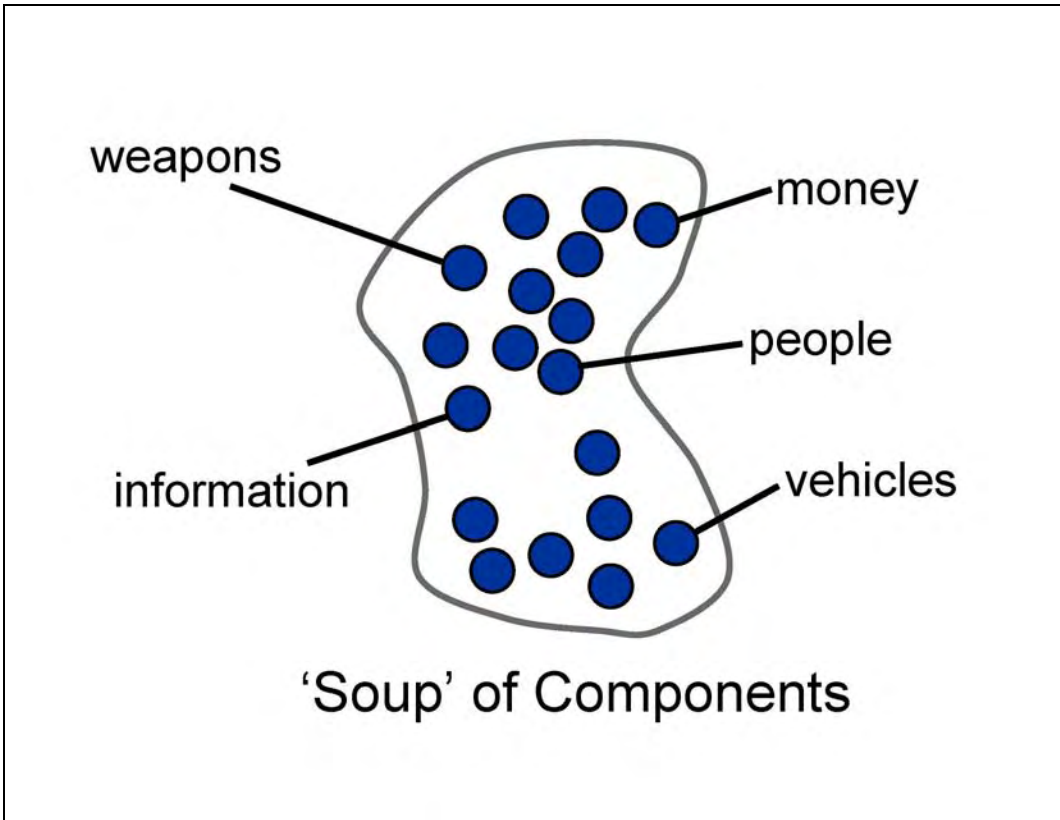 weapons
money
people
information
vehicles
‘Soup’ of Components